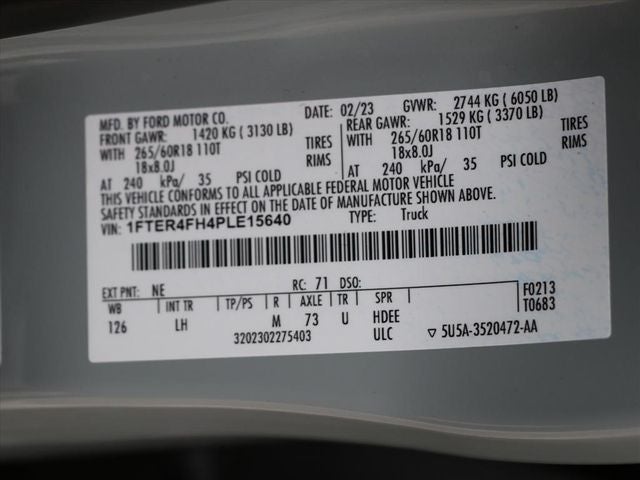 MFD. BY FORD MOTOR CO. DATE: 02/23 GVWR: 2744 KG ( 6050 LB)
FRONT GAWR: 1420 KG ( 3130 LB) REAR GAWR: 1529 KG ( 3370 LB)
WITH 265/60R18 110T TIRES WITH 265/60R18 110T TIRES
18x8.0J RIMS 18x8.0J RIMS
AT 240 kPa/ 35 PSI COLD AT 240 kPa/ 35 PSI COLD
THIS VEHICLE CONFORMS TO ALL APPLICABLE FEDERAL MOTOR VEHICLE
SAFETY STANDARDS IN EFFECT ON THE DATE OF MANUFACTURE SHOWN ABOVE.
VIN: 1FTER4FH4PLE15640 TYPE: Truck
EXT PNT: NE RC: 71 DSO: F0213
WB INT TR TP/PS R AXLE TR SPR T0683
126 LH M 73 U HDEE
3202302275403 ULC ▽ 5U5A-3520472-AA